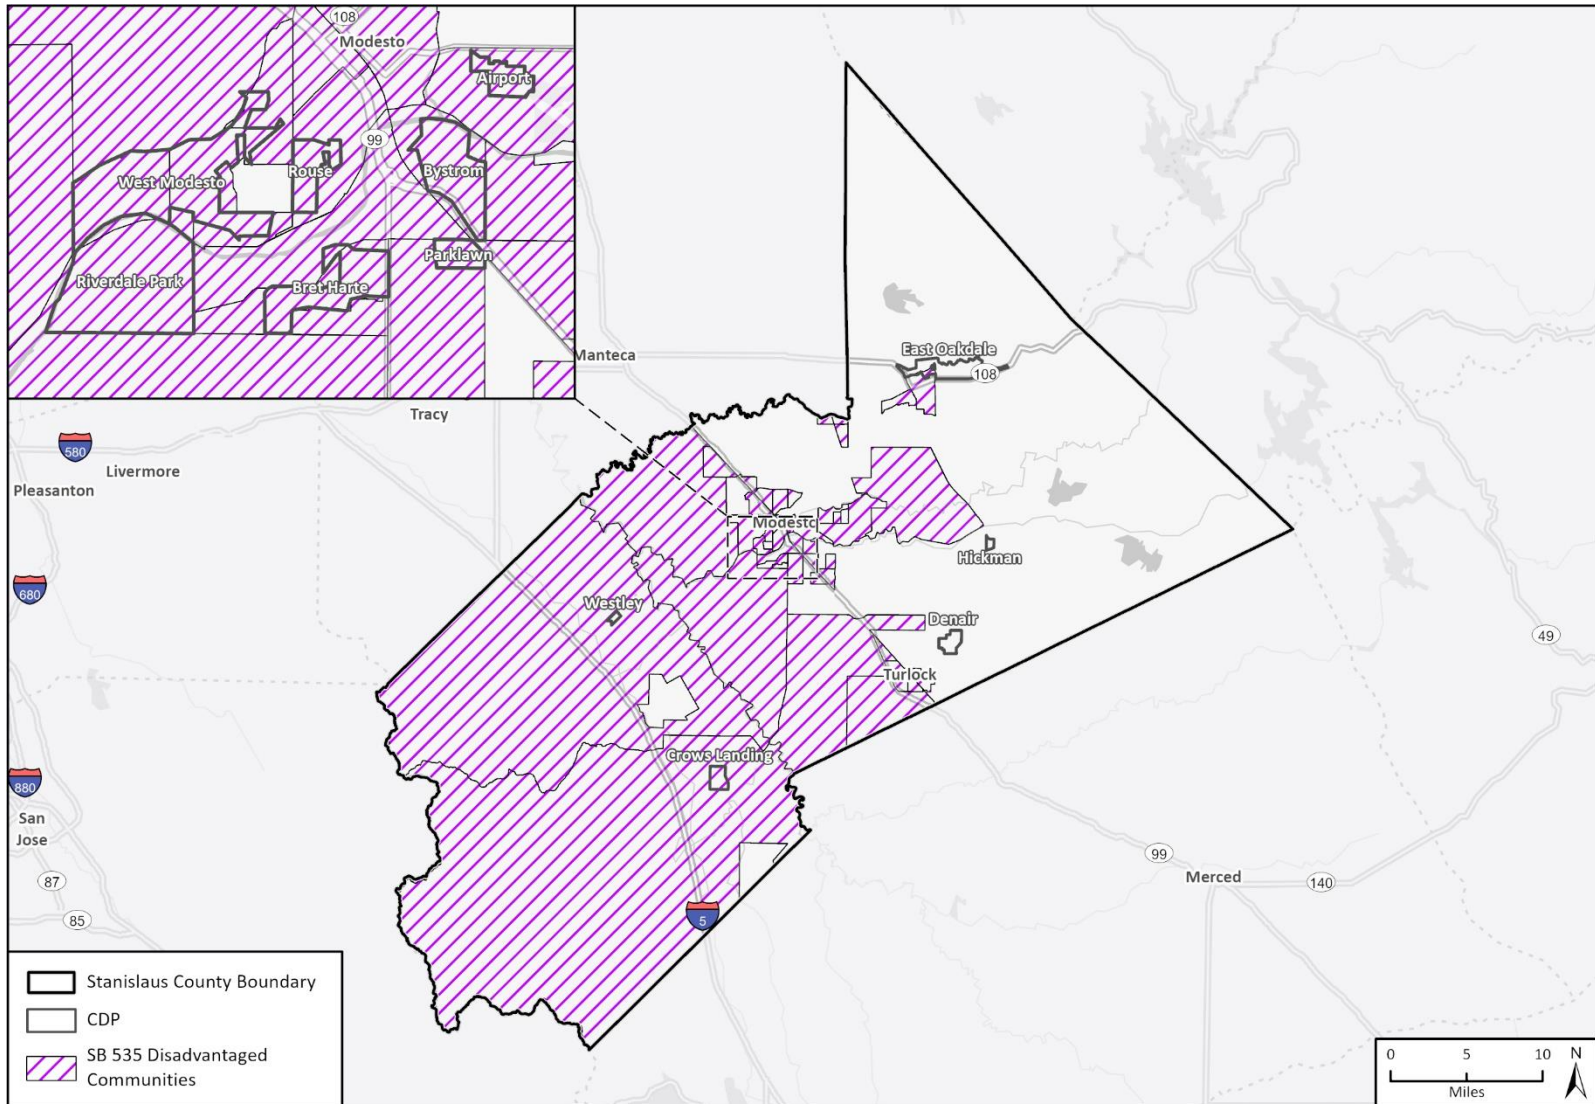 108
Modesto
Airport
99
West Modesto
Rouse
Bystrom
Parklawn
Riverdale Park
Bret Harte
Manteca
Tracy
East Oakdale
108
580
Livermore
Pleasanton
Modesto
Hickman
680
Westley
Denair
49
Turlock
Crows Landing
880
San
Jose
99
Merced
140
87
85
5
Stanislaus County Boundary
CDP
SB 535 Disadvantaged
Communities
0 5 10
Miles
N